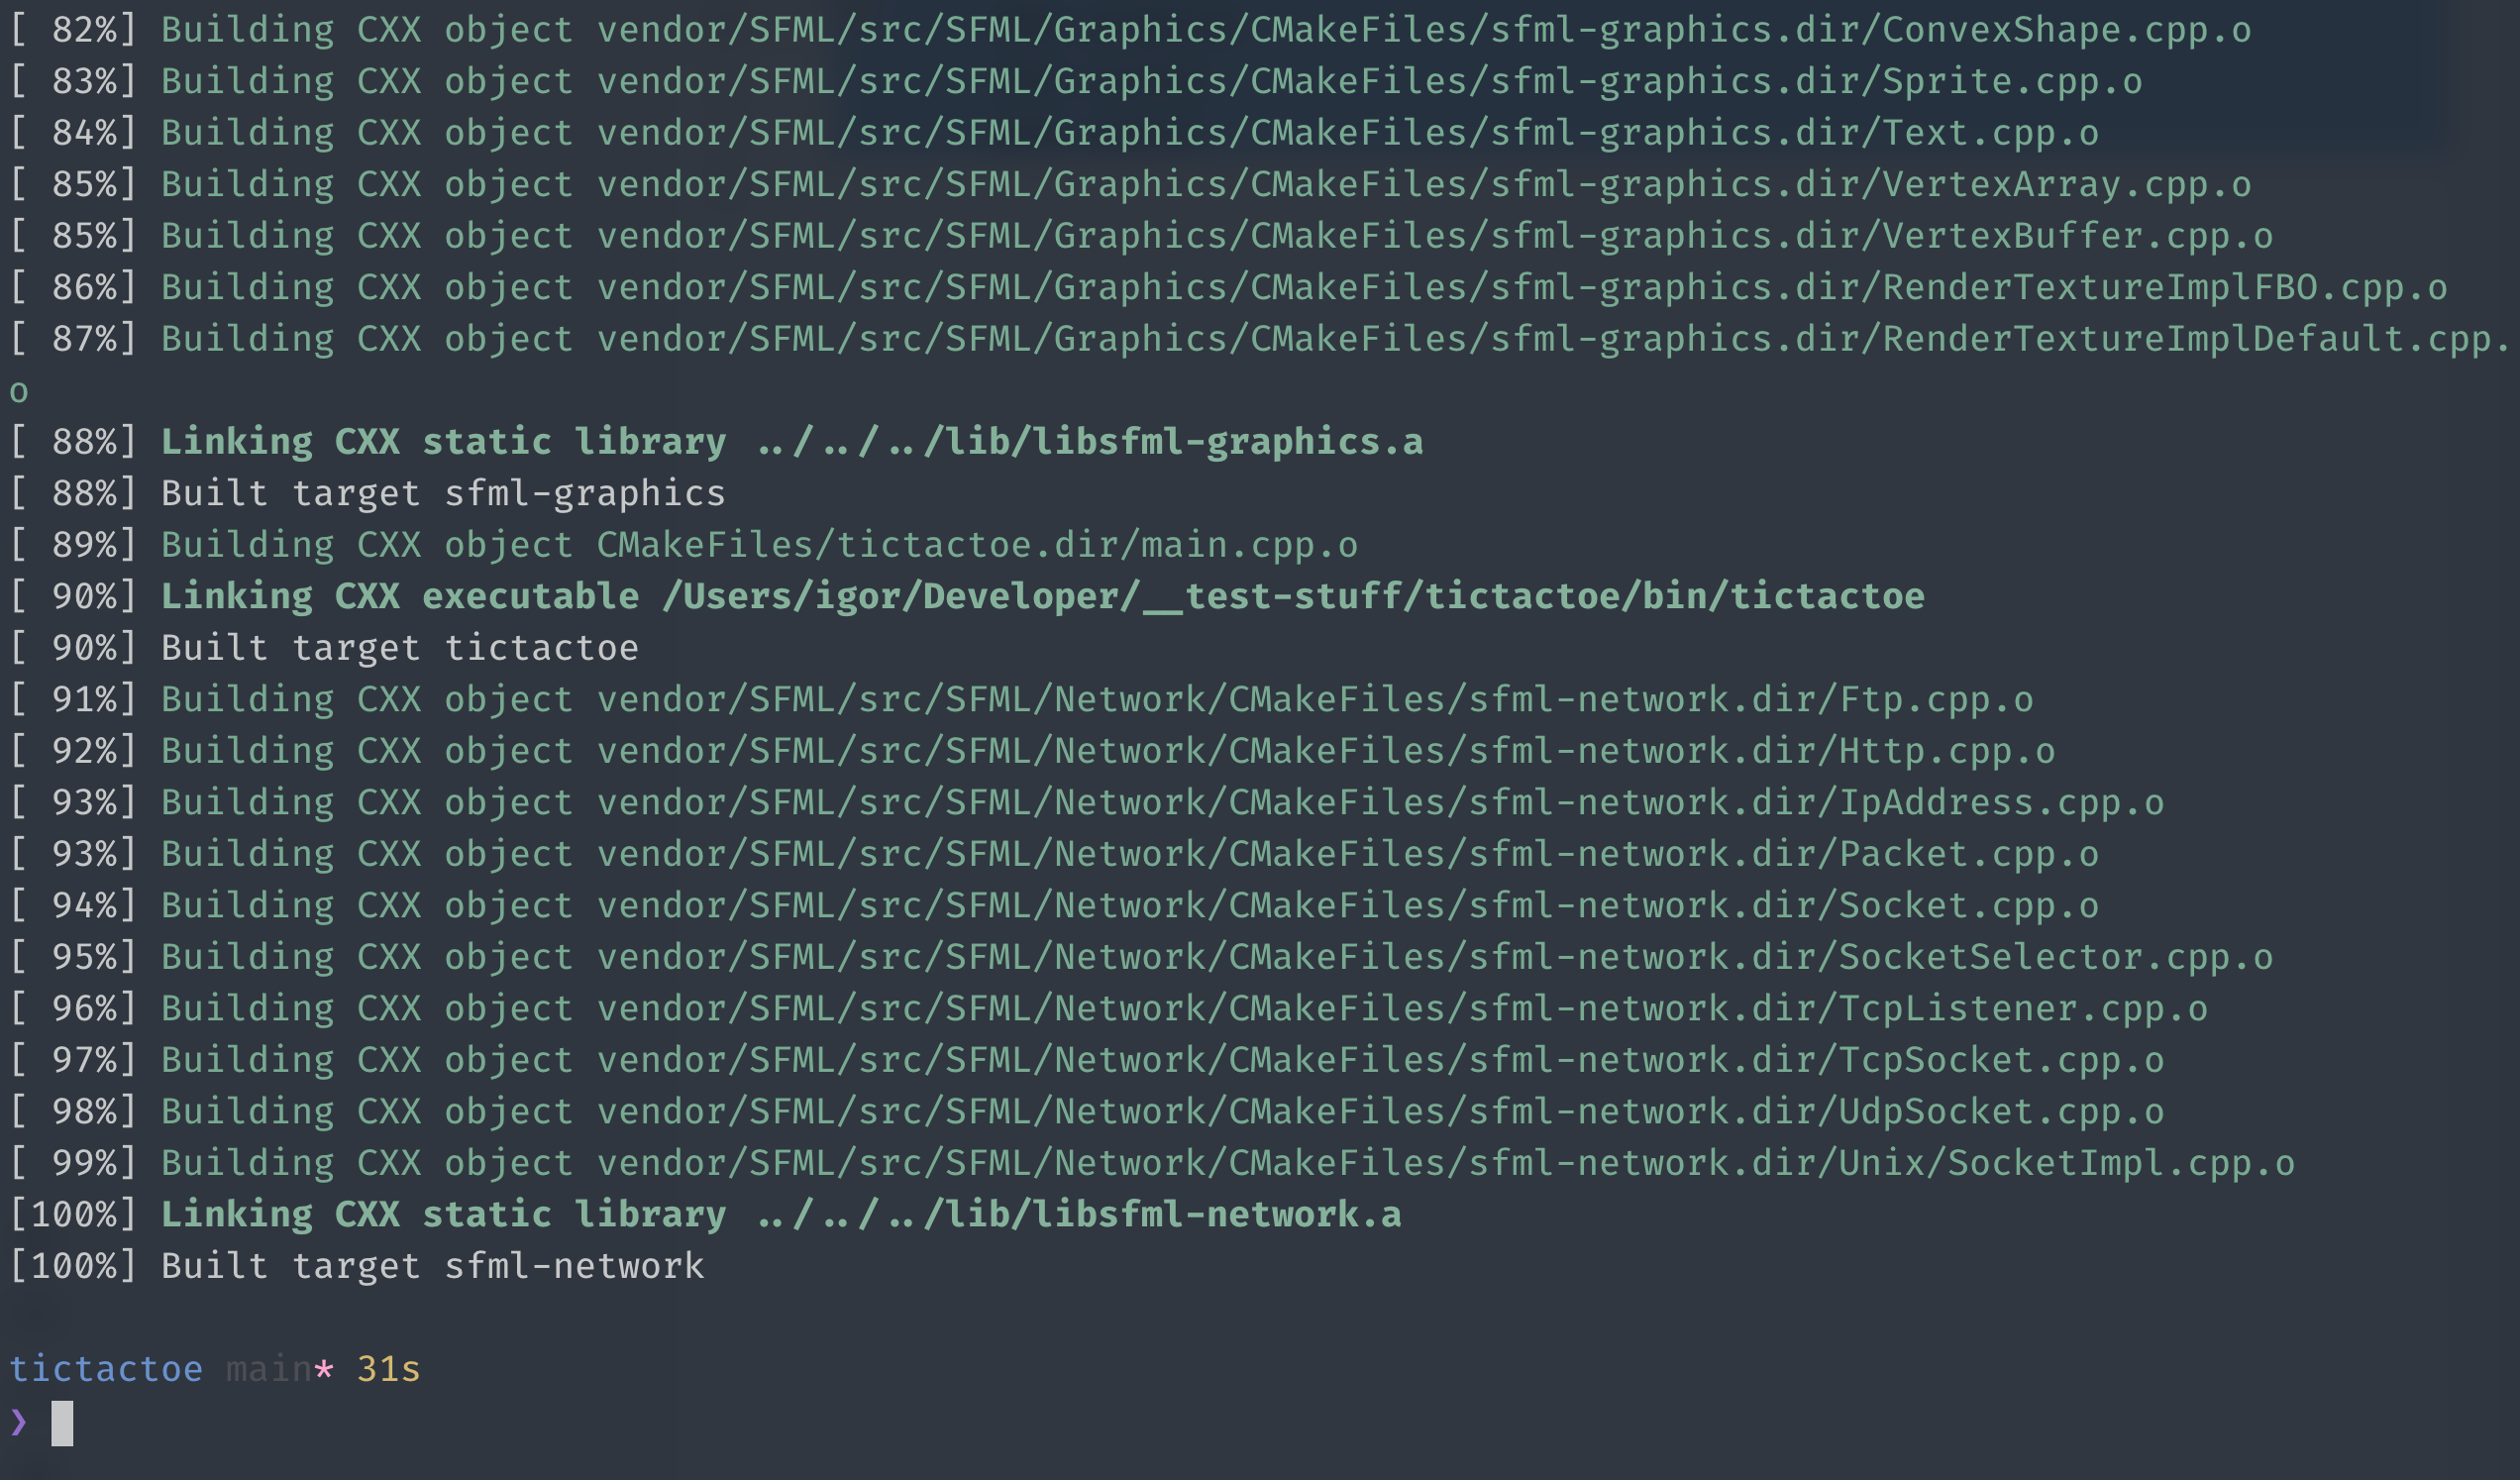 [ 82%] Building CXX object vendor/SFML/src/SFML/Graphics/CMakeFiles/sfml-graphics.dir/ConvexShape.cpp.o
[ 83%] Building CXX object vendor/SFML/src/SFML/Graphics/CMakeFiles/sfml-graphics.dir/Sprite.cpp.o
[ 84%] Building CXX object vendor/SFML/src/SFML/Graphics/CMakeFiles/sfml-graphics.dir/Text.cpp.o
[ 85%] Building CXX object vendor/SFML/src/SFML/Graphics/CMakeFiles/sfml-graphics.dir/VertexArray.cpp.o
[ 85%] Building CXX object vendor/SFML/src/SFML/Graphics/CMakeFiles/sfml-graphics.dir/VertexBuffer.cpp.o
[ 86%] Building CXX object vendor/SFML/src/SFML/Graphics/CMakeFiles/sfml-graphics.dir/RenderTextureImplFBO.cpp.o
[ 87%] Building CXX object vendor/SFML/src/SFML/Graphics/CMakeFiles/sfml-graphics.dir/RenderTextureImplDefault.cpp.
o
[ 88%] Linking CXX static library ../../../lib/libsfml-graphics.a
[ 88%] Built target sfml-graphics
[ 89%] Building CXX object CMakeFiles/tictactoe.dir/main.cpp.o
[ 90%] Linking CXX executable /Users/igor/Developer/__test-stuff/tictactoe/bin/tictactoe
[ 90%] Built target tictactoe
[ 91%] Building CXX object vendor/SFML/src/SFML/Network/CMakeFiles/sfml-network.dir/Ftp.cpp.o
[ 92%] Building CXX object vendor/SFML/src/SFML/Network/CMakeFiles/sfml-network.dir/Http.cpp.o
[ 93%] Building CXX object vendor/SFML/src/SFML/Network/CMakeFiles/sfml-network.dir/IpAddress.cpp.o
[ 93%] Building CXX object vendor/SFML/src/SFML/Network/CMakeFiles/sfml-network.dir/Packet.cpp.o
[ 94%] Building CXX object vendor/SFML/src/SFML/Network/CMakeFiles/sfml-network.dir/Socket.cpp.o
[ 95%] Building CXX object vendor/SFML/src/SFML/Network/CMakeFiles/sfml-network.dir/SocketSelector.cpp.o
[ 96%] Building CXX object vendor/SFML/src/SFML/Network/CMakeFiles/sfml-network.dir/TcpListener.cpp.o
[ 97%] Building CXX object vendor/SFML/src/SFML/Network/CMakeFiles/sfml-network.dir/TcpSocket.cpp.o
[ 98%] Building CXX object vendor/SFML/src/SFML/Network/CMakeFiles/sfml-network.dir/UdpSocket.cpp.o
[ 99%] Building CXX object vendor/SFML/src/SFML/Network/CMakeFiles/sfml-network.dir/Unix/SocketImpl.cpp.o
[100%] Linking CXX static library ../../../lib/libsfml-network.a
[100%] Built target sfml-network
tictactoe main* 31s
❯